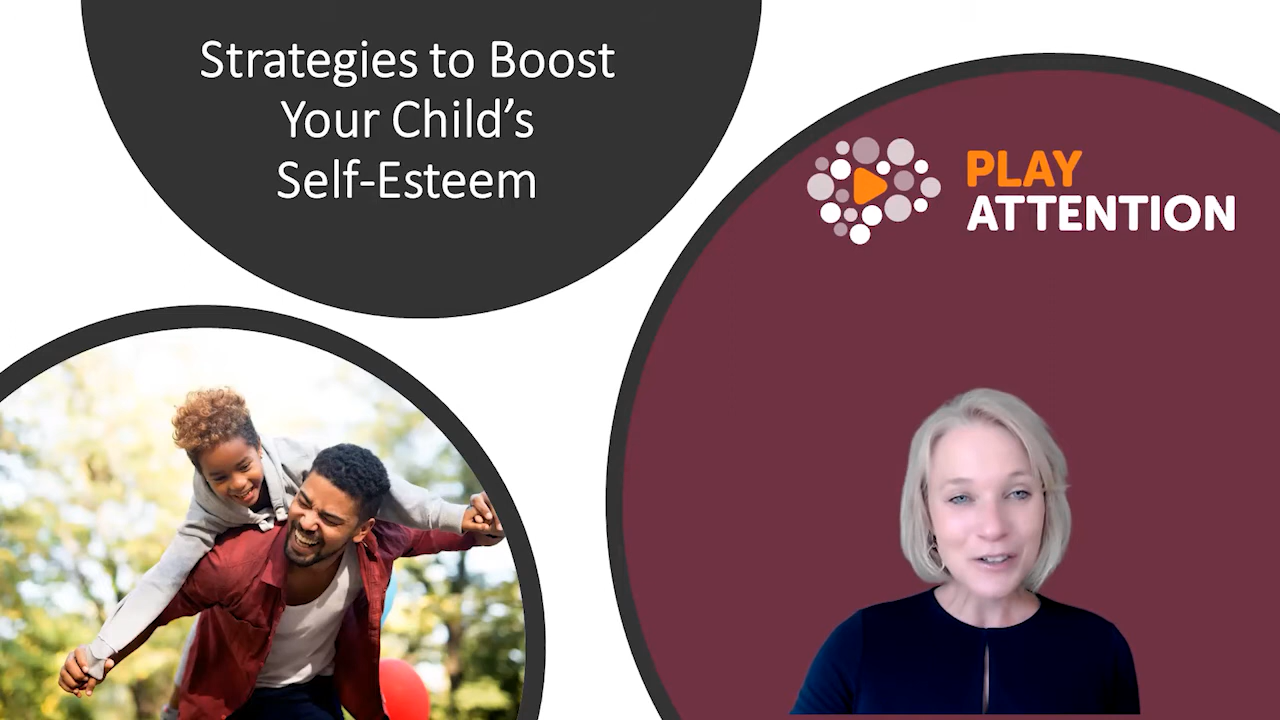 Strategies to Boost
Your Child’s
Self-Esteem
PLAY
ATTENTION